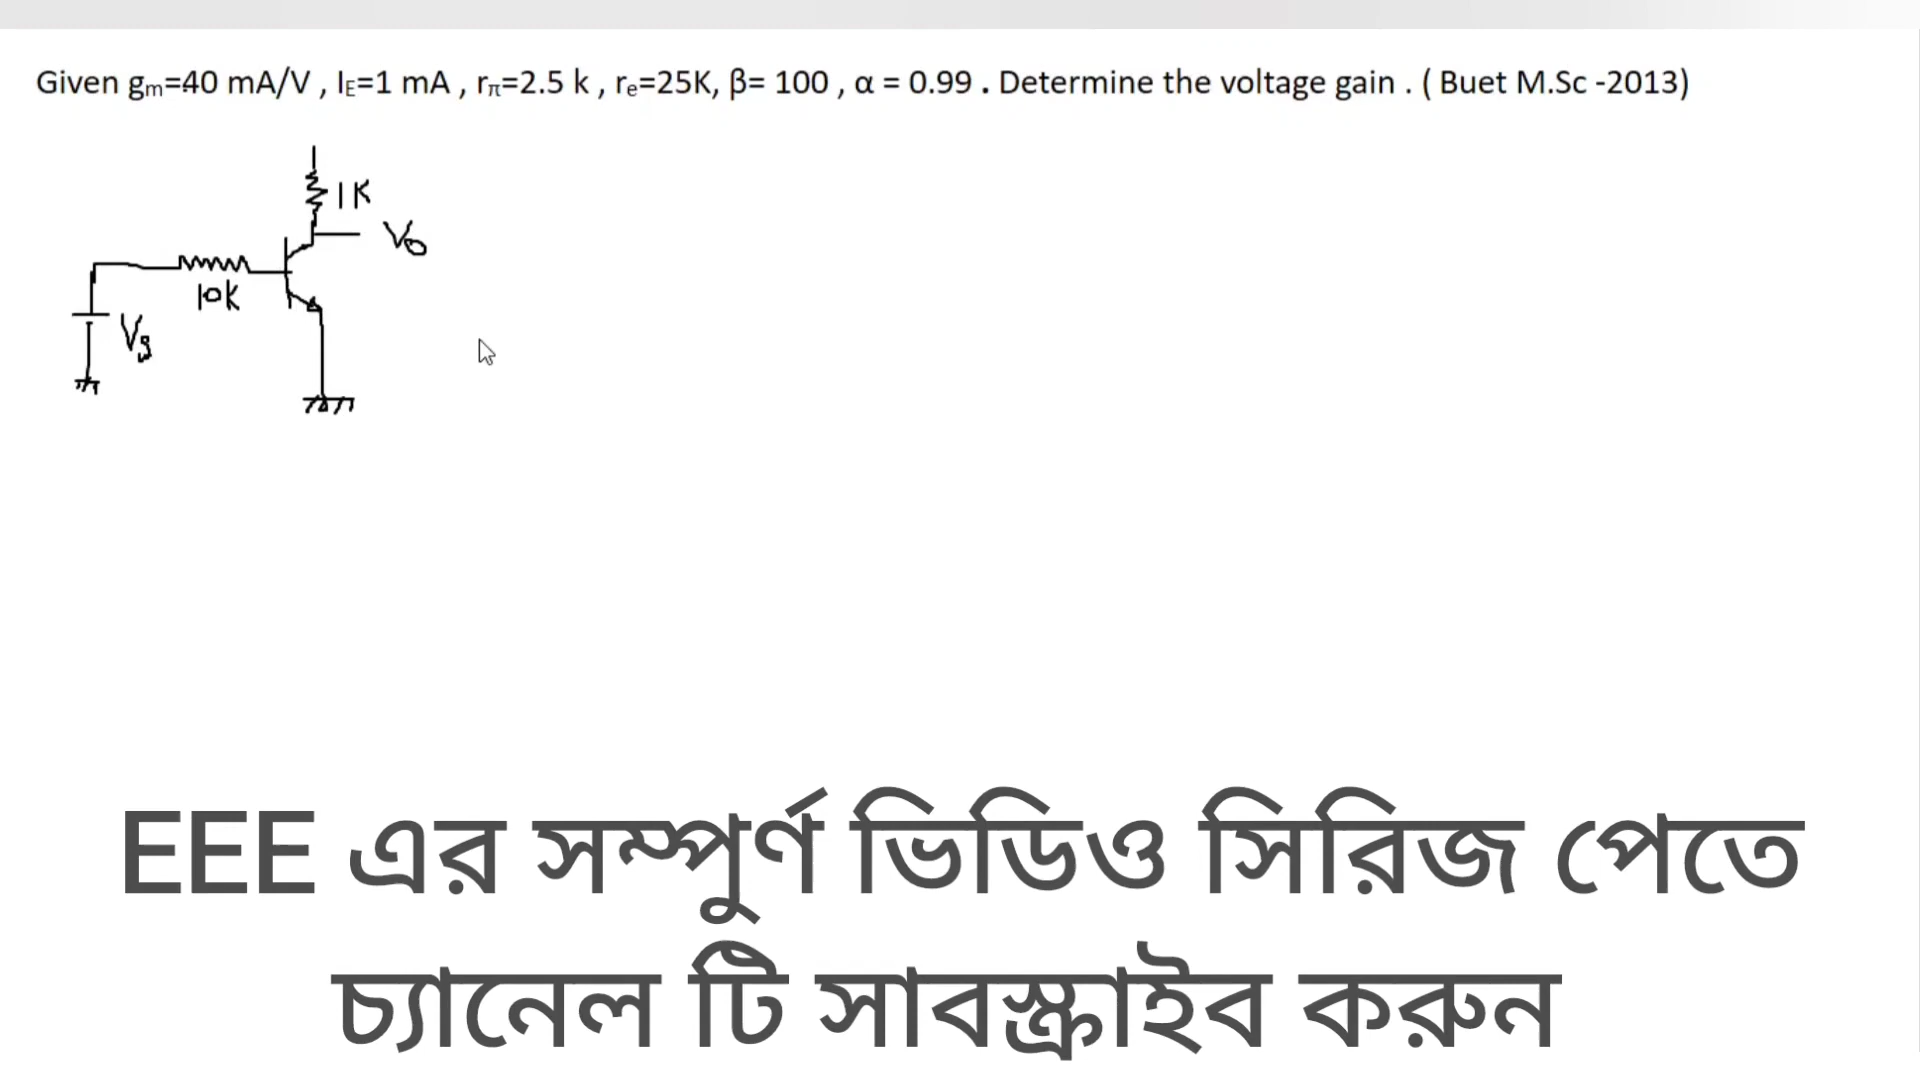 Given gm=40 mA/V , IE=1 mA , rπ=2.5 k , re=25K, β= 100 , α = 0.99 . Determine the voltage gain . ( Buet M.Sc -2013)
1K
Vo
10K
Vs
EEE এর সম্পুর্ণ ভিডিও সিরিজ পেতে
চ্যানেল টি সাবস্ক্রাইব করুন